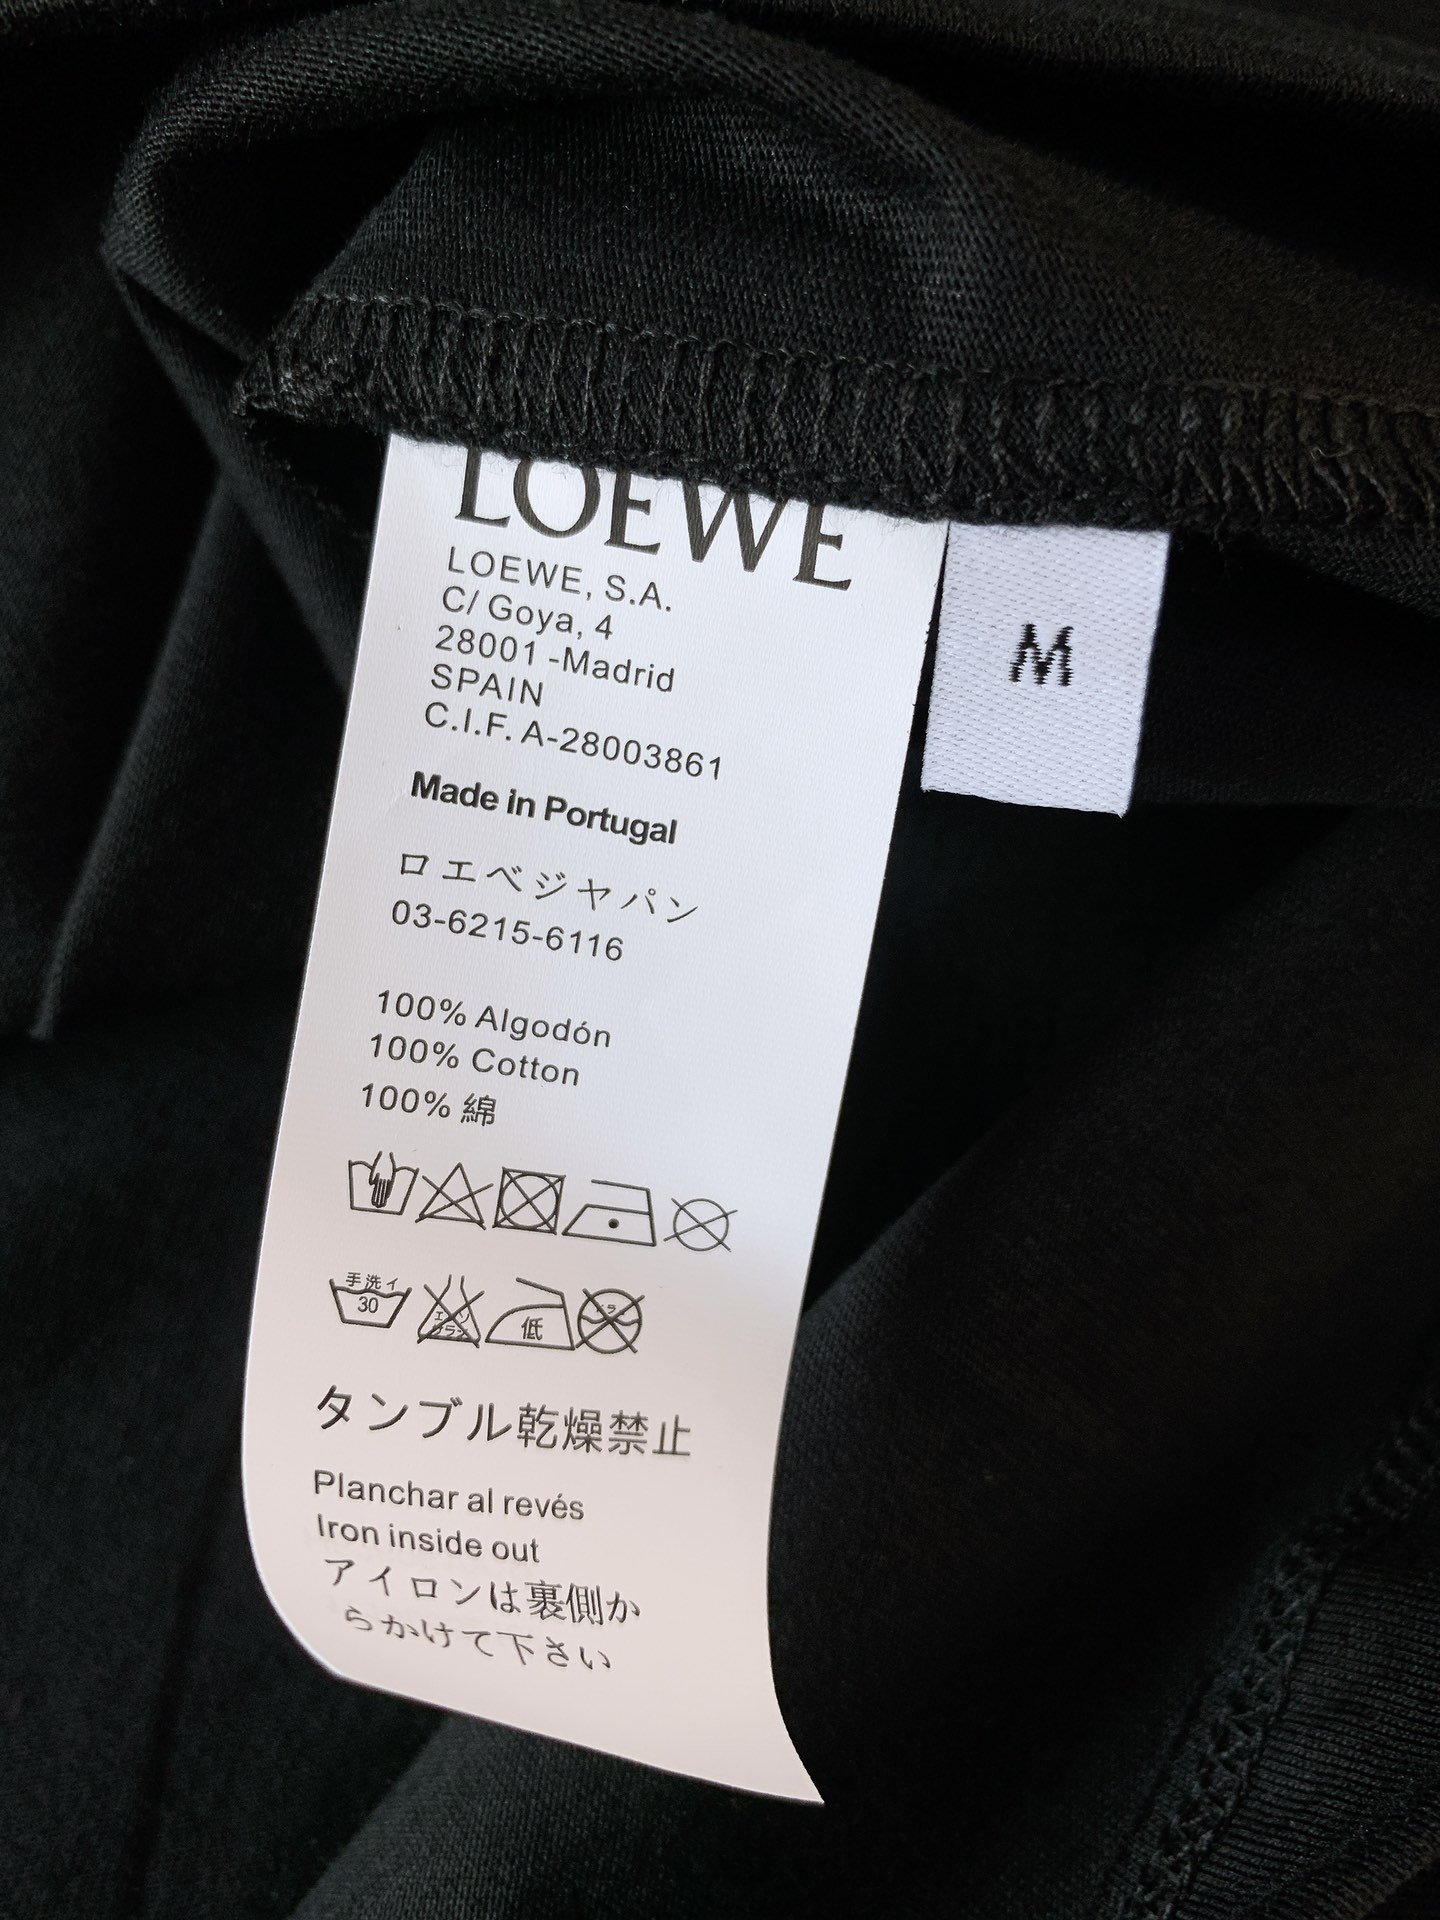 LOEWE
LOEWE, S.A.
C/ Goya, 4
28001 -Madrid
SPAIN
C.I.F. A-28003861
Made in Portugal
ロエベジャパン
03-6215-6116
100% Algodón
100% Cotton
100% 綿
手洗イ
30
低
タンブル乾燥禁止
Planchar al revés
Iron inside out
アイロンは裏側か
らかけて下さい
M